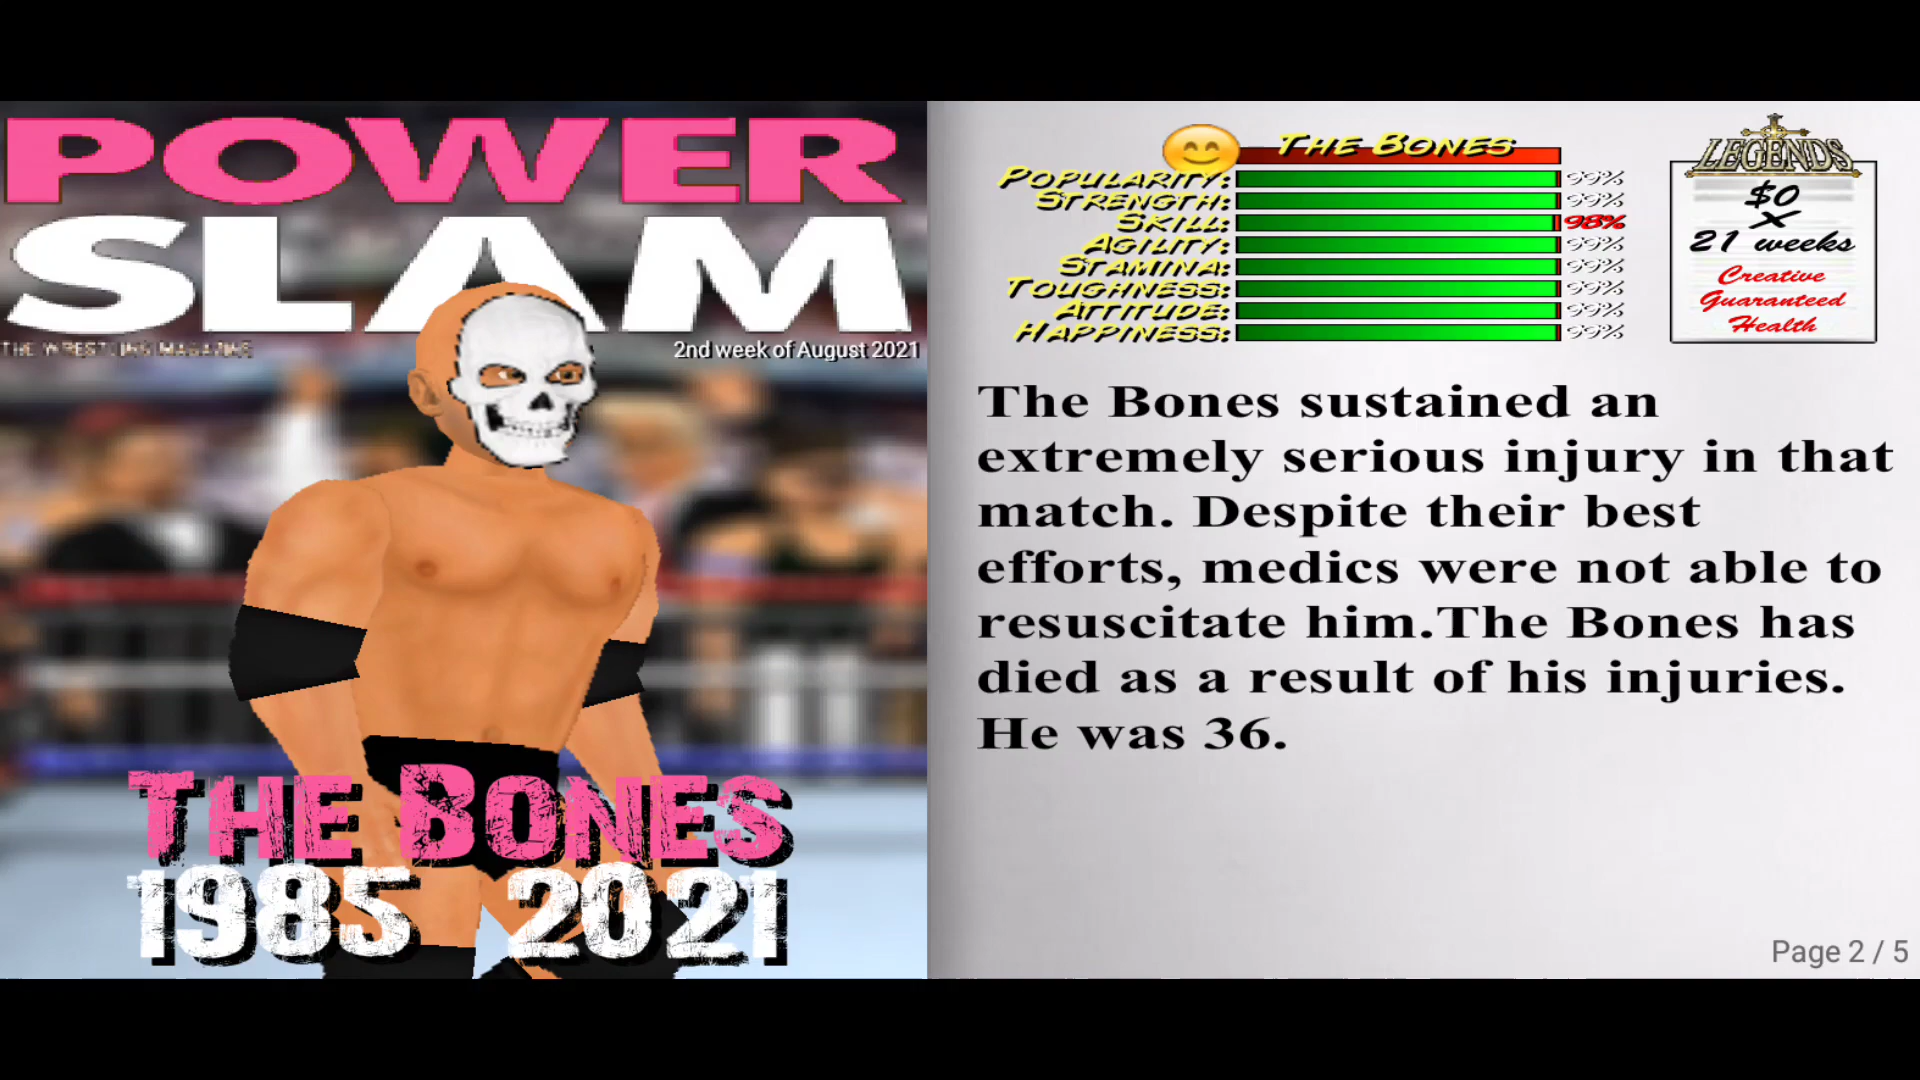 POWER
SLAM
THE WRESTLING MAGAZINE
2nd week of August 2021
THE BONES
1985 2021
THE BONES
POPULARITY: 99%
STRENGTH: 99%
SKILL: 98%
AGILITY: 99%
STAMINA: 99%
TOUGHNESS: 99%
ATTITUDE: 99%
HAPPINESS: 99%
LEGENDS
$0
X
21 weeks
Creative
Guaranteed
Health
The Bones sustained an
extremely serious injury in that
match. Despite their best
efforts, medics were not able to
resuscitate him.The Bones has
died as a result of his injuries.
He was 36.
Page 2 / 5